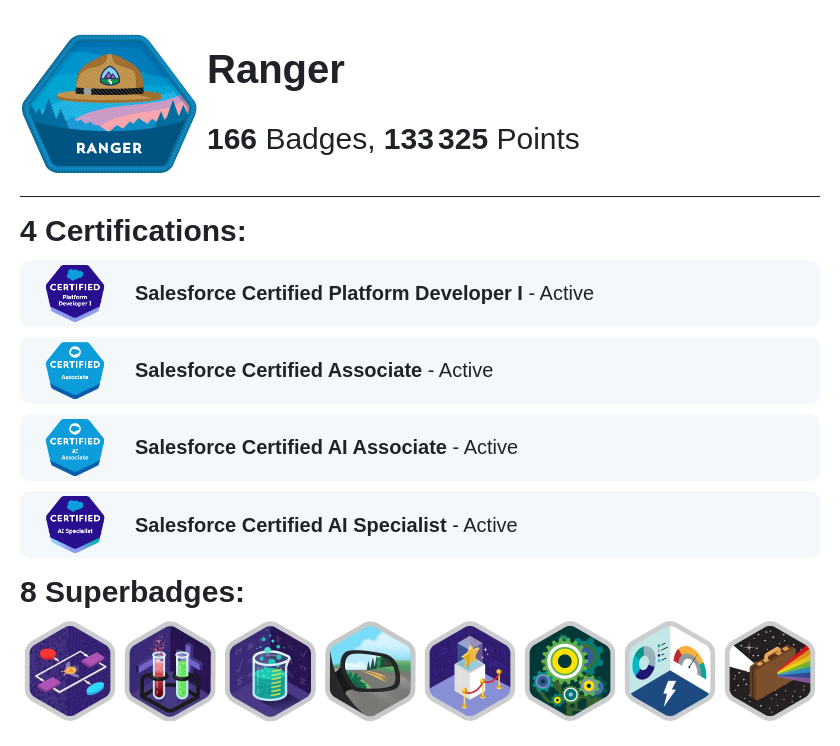 RANGER
Ranger
166 Badges, 133 325 Points
4 Certifications:
CERTIFIED
Platform
Developer I
Salesforce Certified Platform Developer I - Active
CERTIFIED
Associate
Salesforce Certified Associate - Active
CERTIFIED
AI
Associate
Salesforce Certified AI Associate - Active
CERTIFIED
AI Specialist
Salesforce Certified AI Specialist - Active
8 Superbadges: